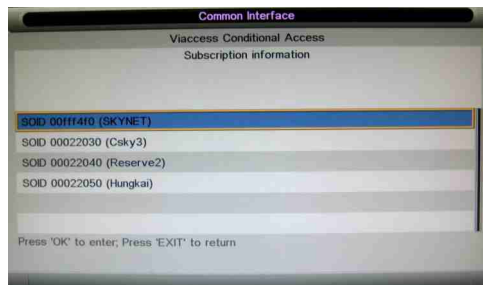 Common Interface
Viaccess Conditional Access
Subscription information
SOID 00fff4f0 (SKYNET)
SOID 00022030 (Csky3)
SOID 00022040 (Reserve2)
SOID 00022050 (Hungkai)
Press 'OK' to enter; Press 'EXIT' to return